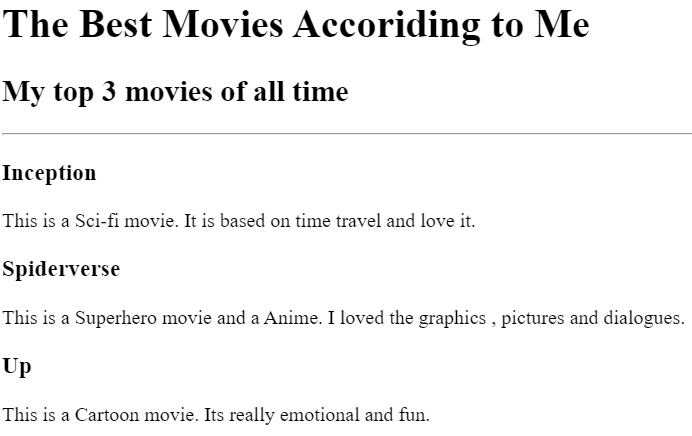 The Best Movies Accoriding to Me
My top 3 movies of all time
Inception
This is a Sci-fi movie. It is based on time travel and love it.
Spiderverse
This is a Superhero movie and a Anime. I loved the graphics , pictures and dialogues.
Up
This is a Cartoon movie. Its really emotional and fun.